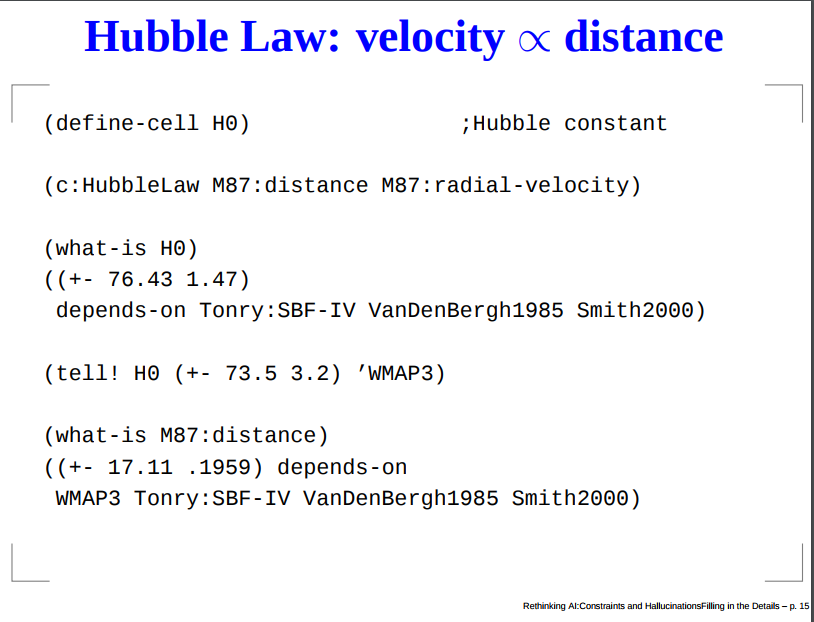 Hubble Law: velocity ∝ distance
(define-cell H0) ;Hubble constant
(c:HubbleLaw M87:distance M87:radial-velocity)
(what-is H0)
((+- 76.43 1.47)
depends-on Tonry:SBF-IV VanDenBergh1985 Smith2000)
(tell! H0 (+- 73.5 3.2) ’WMAP3)
(what-is M87:distance)
((+- 17.11 .1959) depends-on
WMAP3 Tonry:SBF-IV VanDenBergh1985 Smith2000)
Rethinking AI:Constraints and HallucinationsFilling in the Details – p. 15